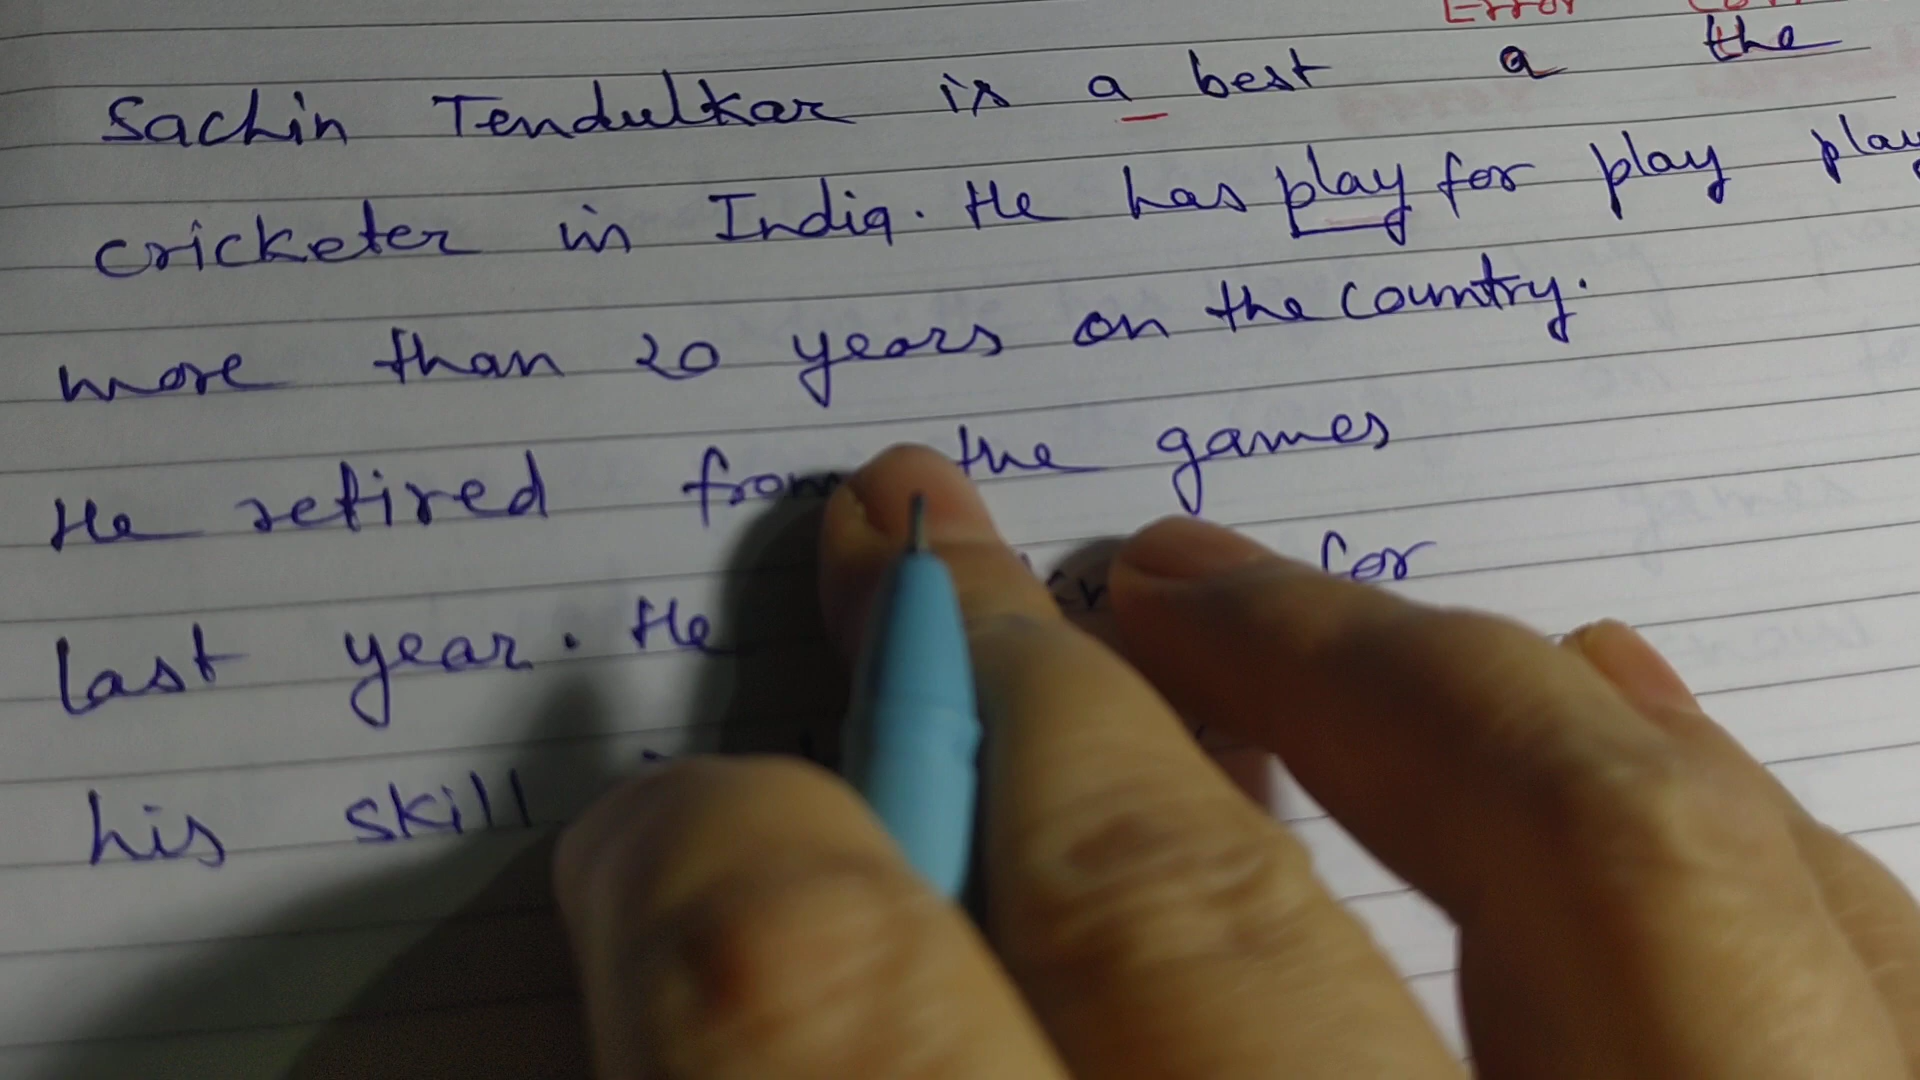 Error
Sachin Tendulkar is a best a the
cricketer in India. He has play for play play
more than 20 years on the country.
He retired from the games
last year. He for
his skill